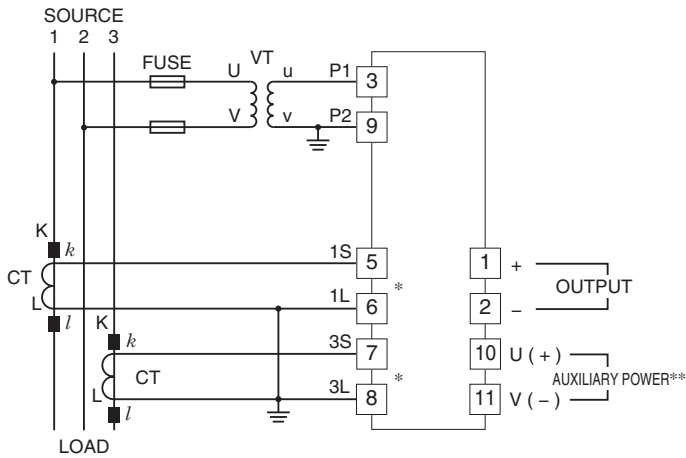 SOURCE
1 2 3
FUSE VT
U u P1 3
V v P2 9
K
k
CT
1S 5 1 +
OUTPUT
L 1L 6 * 2 −
l
K
k 3S 7 10 U ( + )
CT
AUXILIARY POWER**
L 3L 8 * 11 V ( − )
l
LOAD